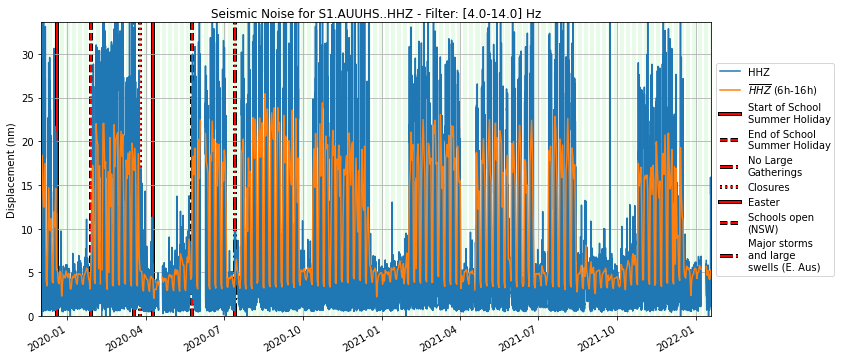 Seismic Noise for S1.AUUHS..HHZ - Filter: [4.0-14.0] Hz
Displacement (nm)
30
25
20
15
10
5
0
2020-01
2020-04
2020-07
2020-10
2021-01
2021-04
2021-07
2021-10
2022-01
HHZ
HHZ (6h-16h)
Start of School
Summer Holiday
End of School
Summer Holiday
No Large
Gatherings
Closures
Easter
Schools open
(NSW)
Major storms
and large
swells (E. Aus)